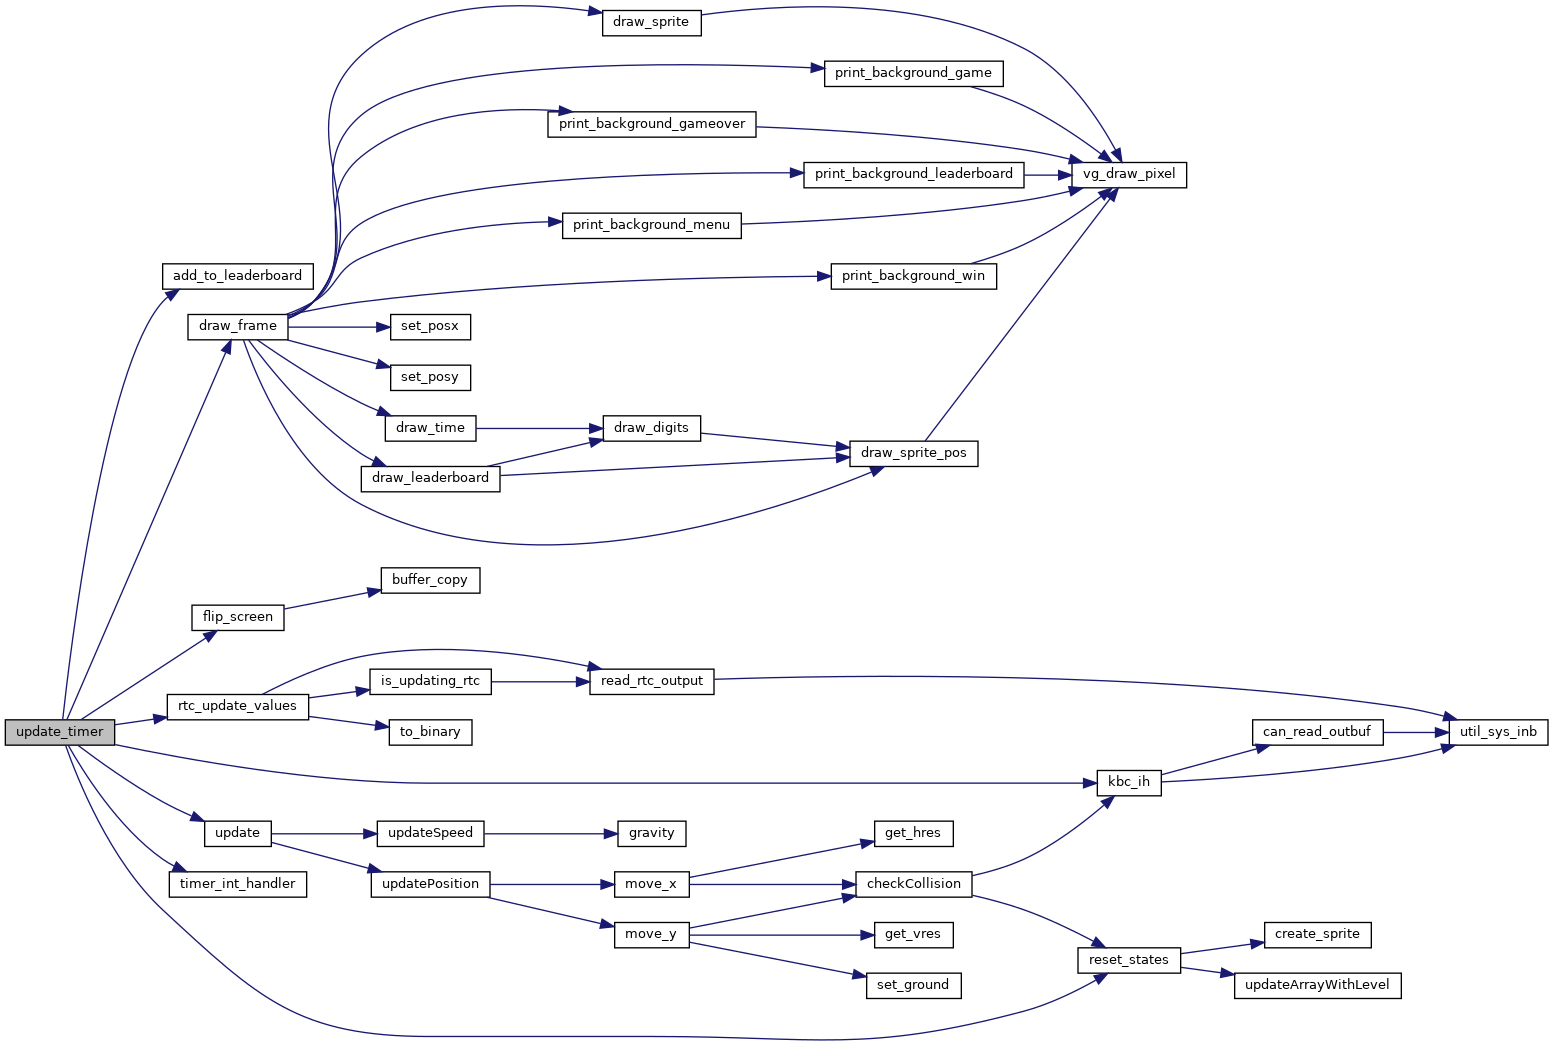 draw_sprite
print_background_game
print_background_gameover
print_background_leaderboard
vg_draw_pixel
print_background_menu
add_to_leaderboard
print_background_win
draw_frame
set_posx
set_posy
draw_time
draw_digits
draw_leaderboard
draw_sprite_pos
buffer_copy
flip_screen
is_updating_rtc
read_rtc_output
rtc_update_values
update_timer
to_binary
can_read_outbuf
util_sys_inb
kbc_ih
update
updateSpeed
gravity
get_hres
timer_int_handler
updatePosition
move_x
checkCollision
move_y
get_vres
create_sprite
reset_states
set_ground
updateArrayWithLevel